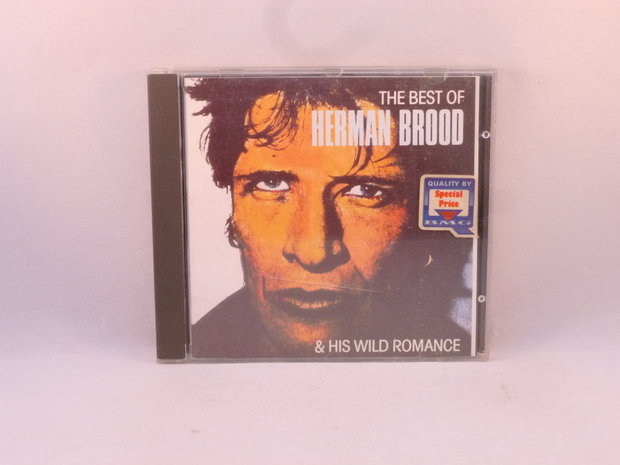 THE BEST OF
HERMAN BROOD
QUALITY BY
Special
Price
BMG
& HIS WILD ROMANCE